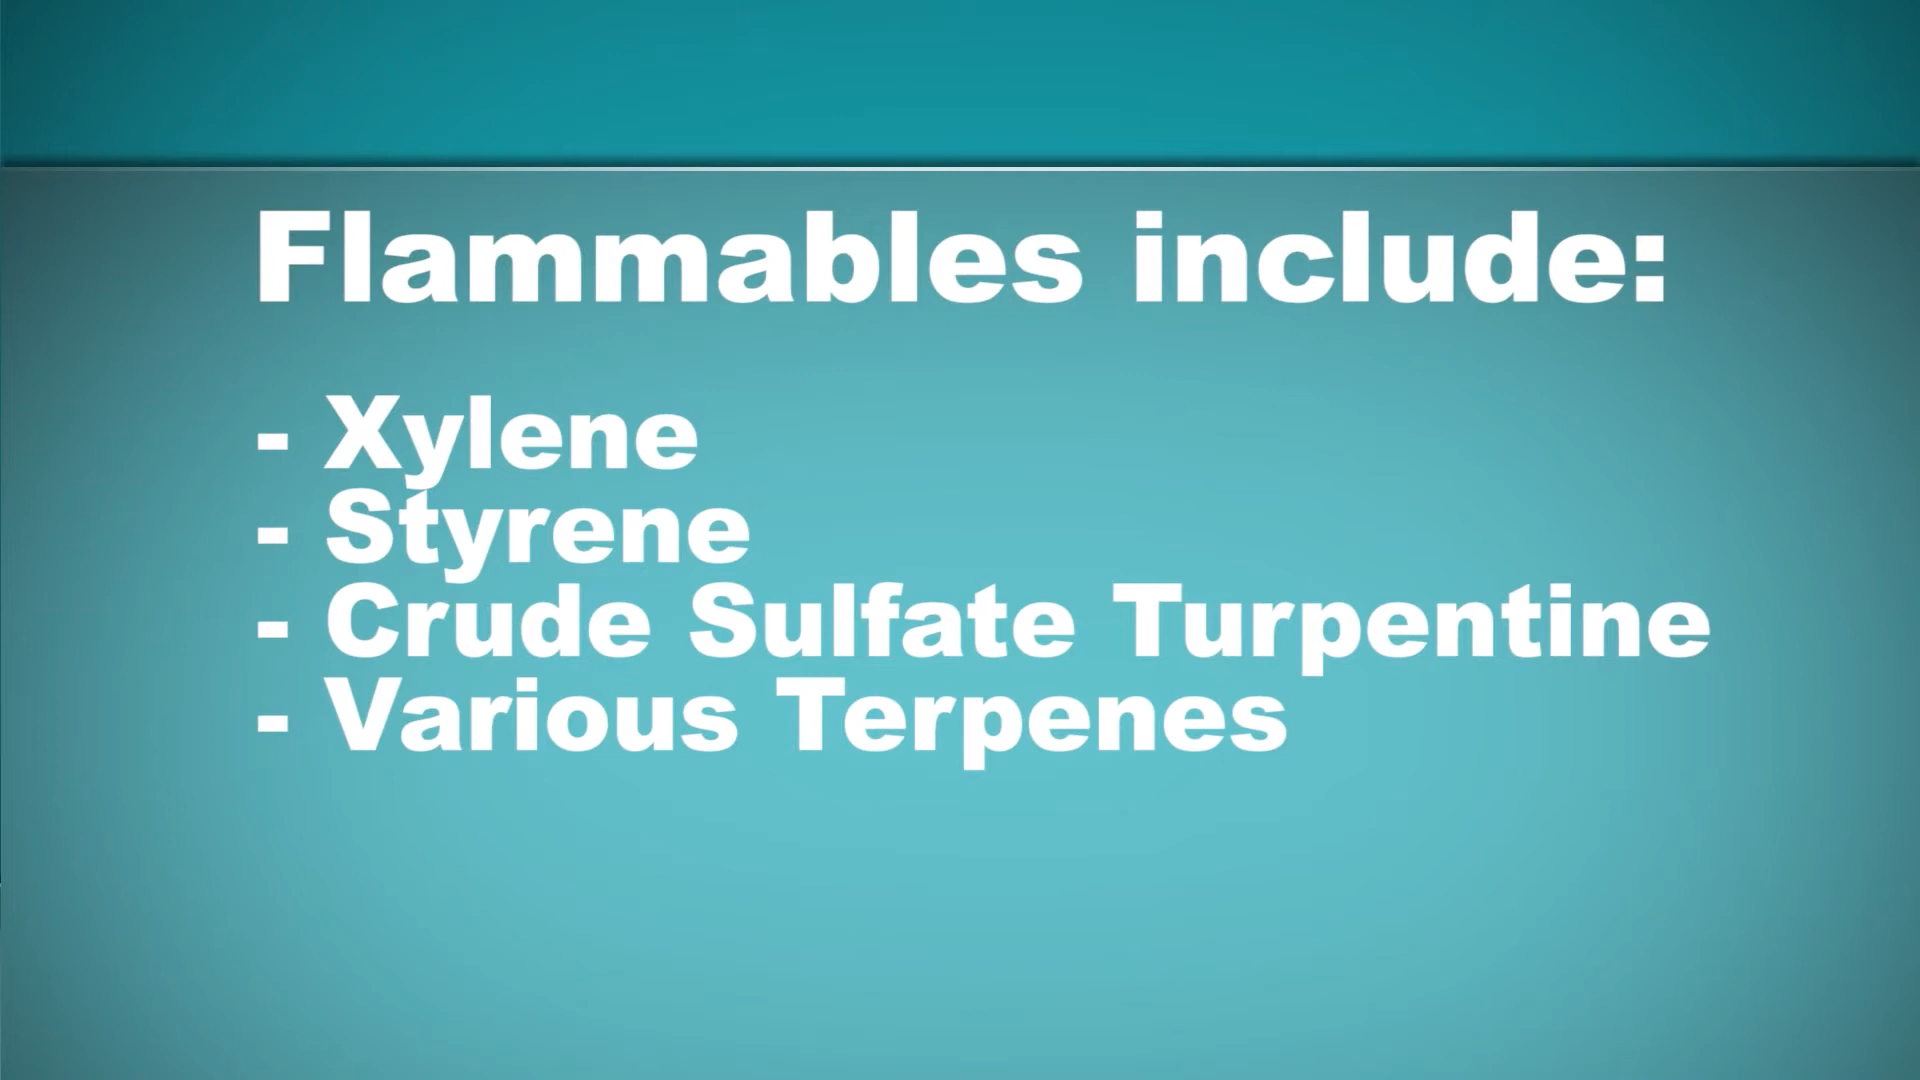 Flammables include:
- Xylene
- Styrene
- Crude Sulfate Turpentine
- Various Terpenes